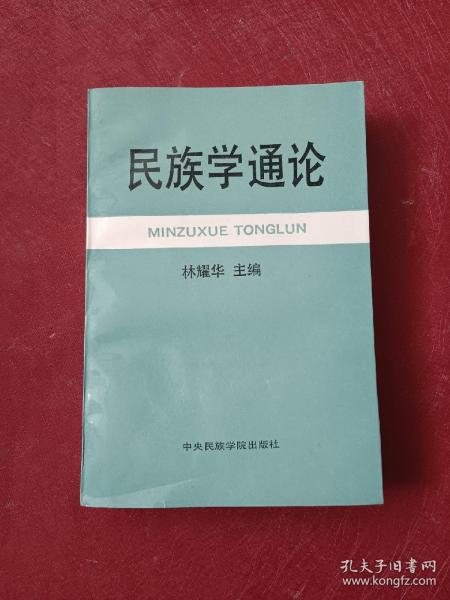 民族学通论
MINZUXUE TONGLUN
林耀华 主编
中央民族学院出版社
孔夫子旧书网
www.kongfz.com